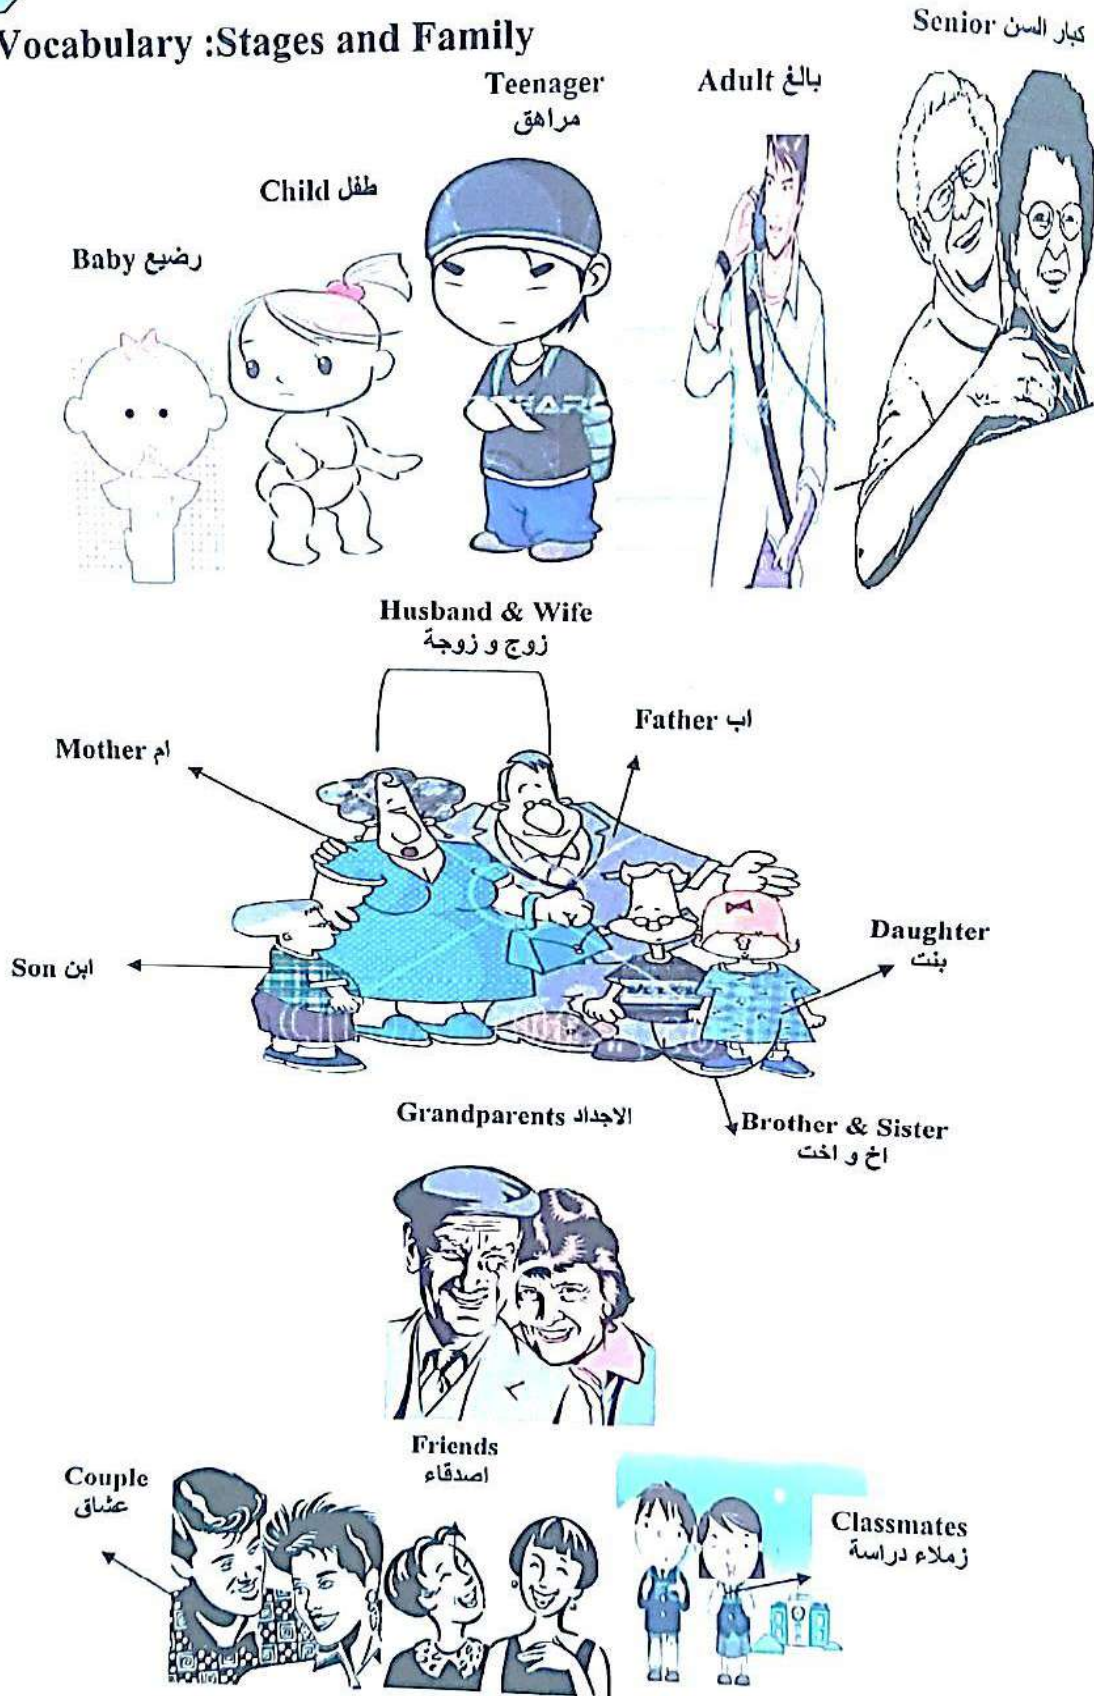 Vocabulary :Stages and Family
Senior كبار السن
Teenager
مراهق
Adult بالغ
Child طفل
Baby رضيع
Husband & Wife
زوج و زوجة
Father اب
Mother ام
Daughter
بنت
Son ابن
Grandparents الاجداد
Brother & Sister
اخ و اخت
Friends
اصدقاء
Couple
عشاق
Classmates
زملاء دراسة